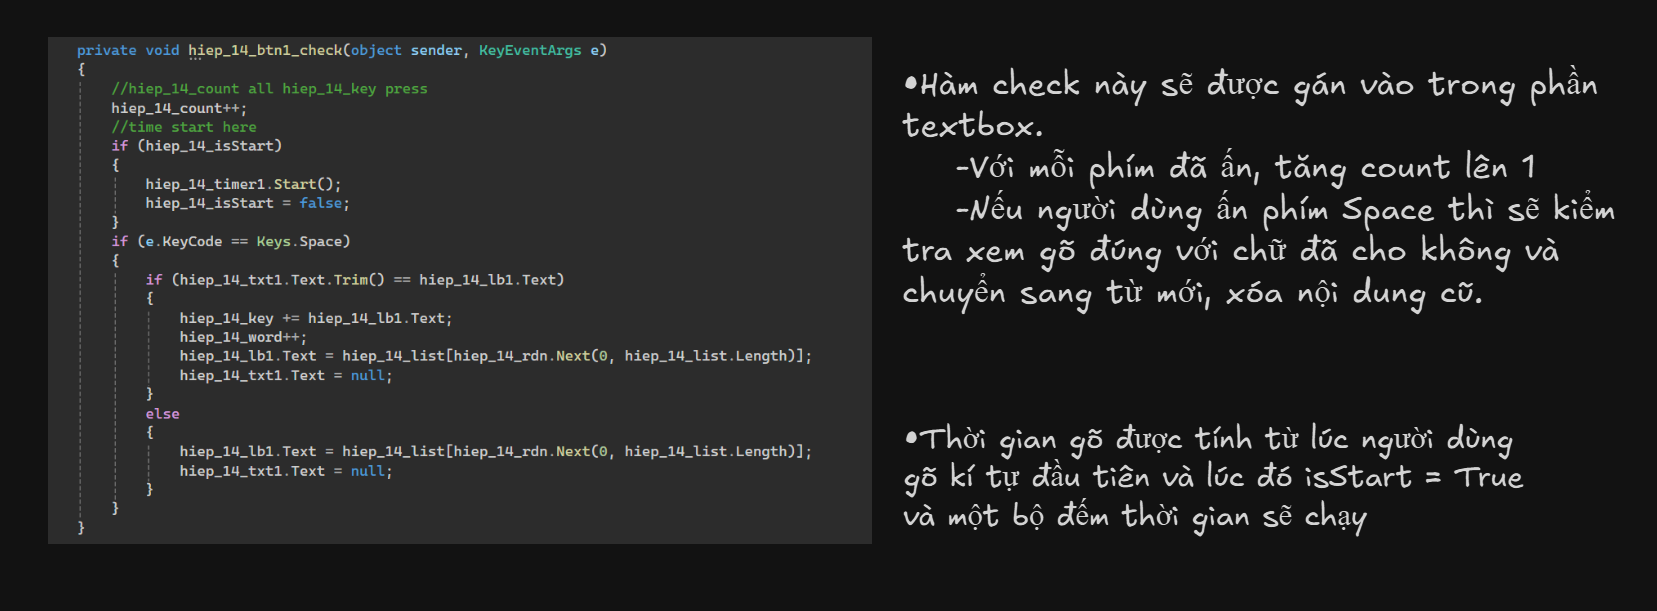 private void hiep_14_btn1_check(object sender, KeyEventArgs e)
{
//hiep_14_count all hiep_14_key press
hiep_14_count++;
//time start here
if (hiep_14_isStart)
{
hiep_14_timer1.Start();
hiep_14_isStart = false;
}
if (e.KeyCode == Keys.Space)
{
if (hiep_14_txt1.Text.Trim() == hiep_14_lb1.Text)
{
hiep_14_key += hiep_14_lb1.Text;
hiep_14_word++;
hiep_14_lb1.Text = hiep_14_list[hiep_14_rdn.Next(0, hiep_14_list.Length)];
hiep_14_txt1.Text = null;
}
else
{
hiep_14_lb1.Text = hiep_14_list[hiep_14_rdn.Next(0, hiep_14_list.Length)];
hiep_14_txt1.Text = null;
}
}
}
•Hàm check này sẽ được gán vào trong phần
textbox.
-Với mỗi phím đã ấn, tăng count lên 1
-Nếu người dùng ấn phím Space thì sẽ kiểm
tra xem gõ đúng với chữ đã cho không và
chuyển sang từ mới, xóa nội dung cũ.
•Thời gian gõ được tính từ lúc người dùng
gõ kí tự đầu tiên và lúc đó isStart = True
và một bộ đếm thời gian sẽ chạy